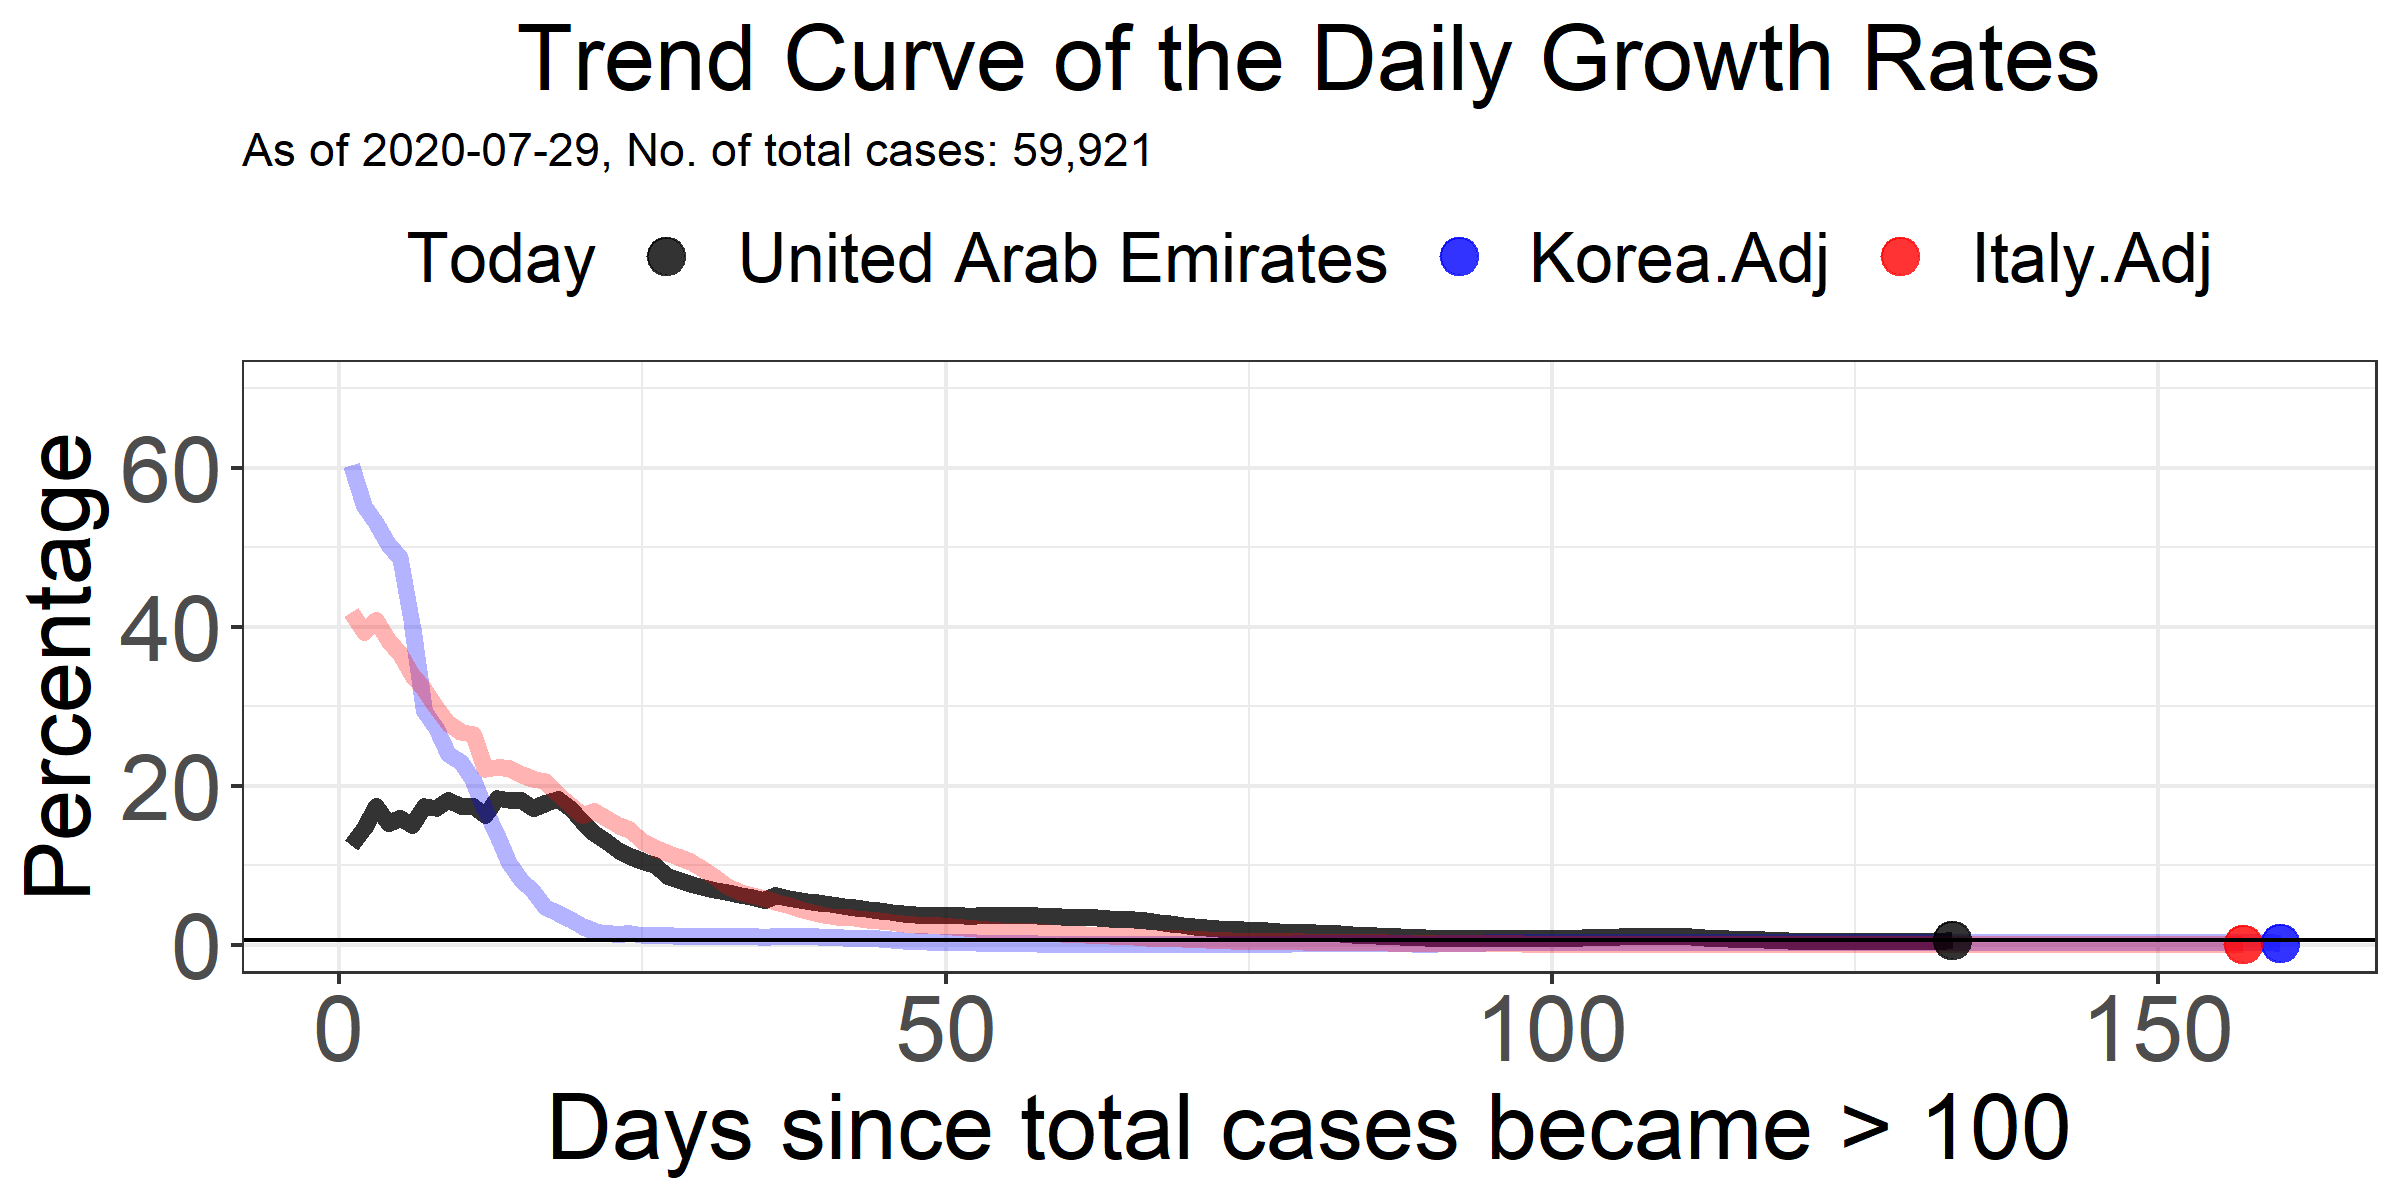 Trend Curve of the Daily Growth Rates
As of 2020-07-29, No. of total cases: 59,921
Today United Arab Emirates Korea.Adj Italy.Adj
Percentage
60
40
20
0
0 50 100 150
Days since total cases became > 100